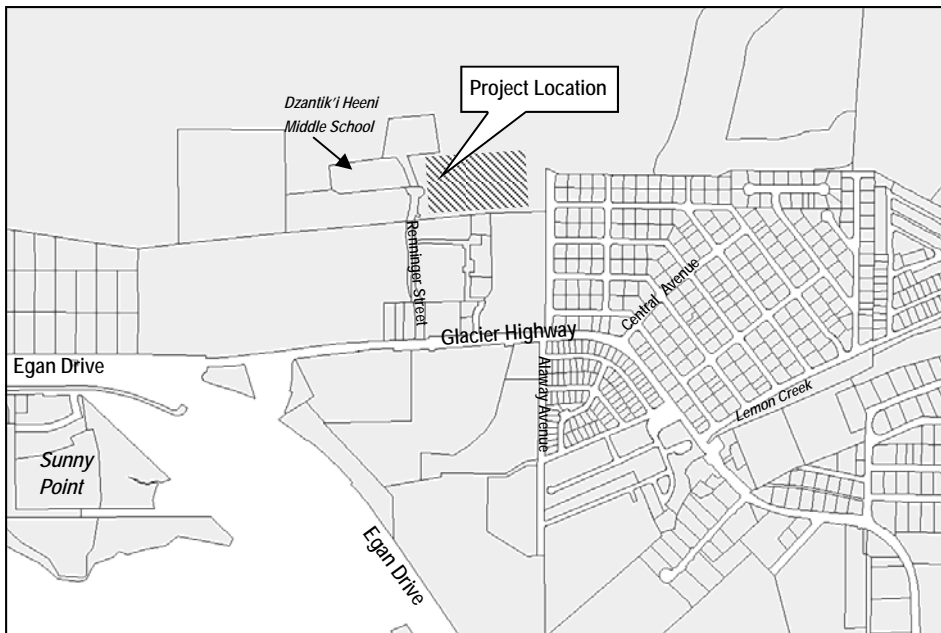 Project Location
Dzantik'i Heeni
Middle School
Renninger Street
Central Avenue
Glacier Highway
Egan Drive
Alaway Avenue
Lemon Creek
Sunny
Point
Egan Drive